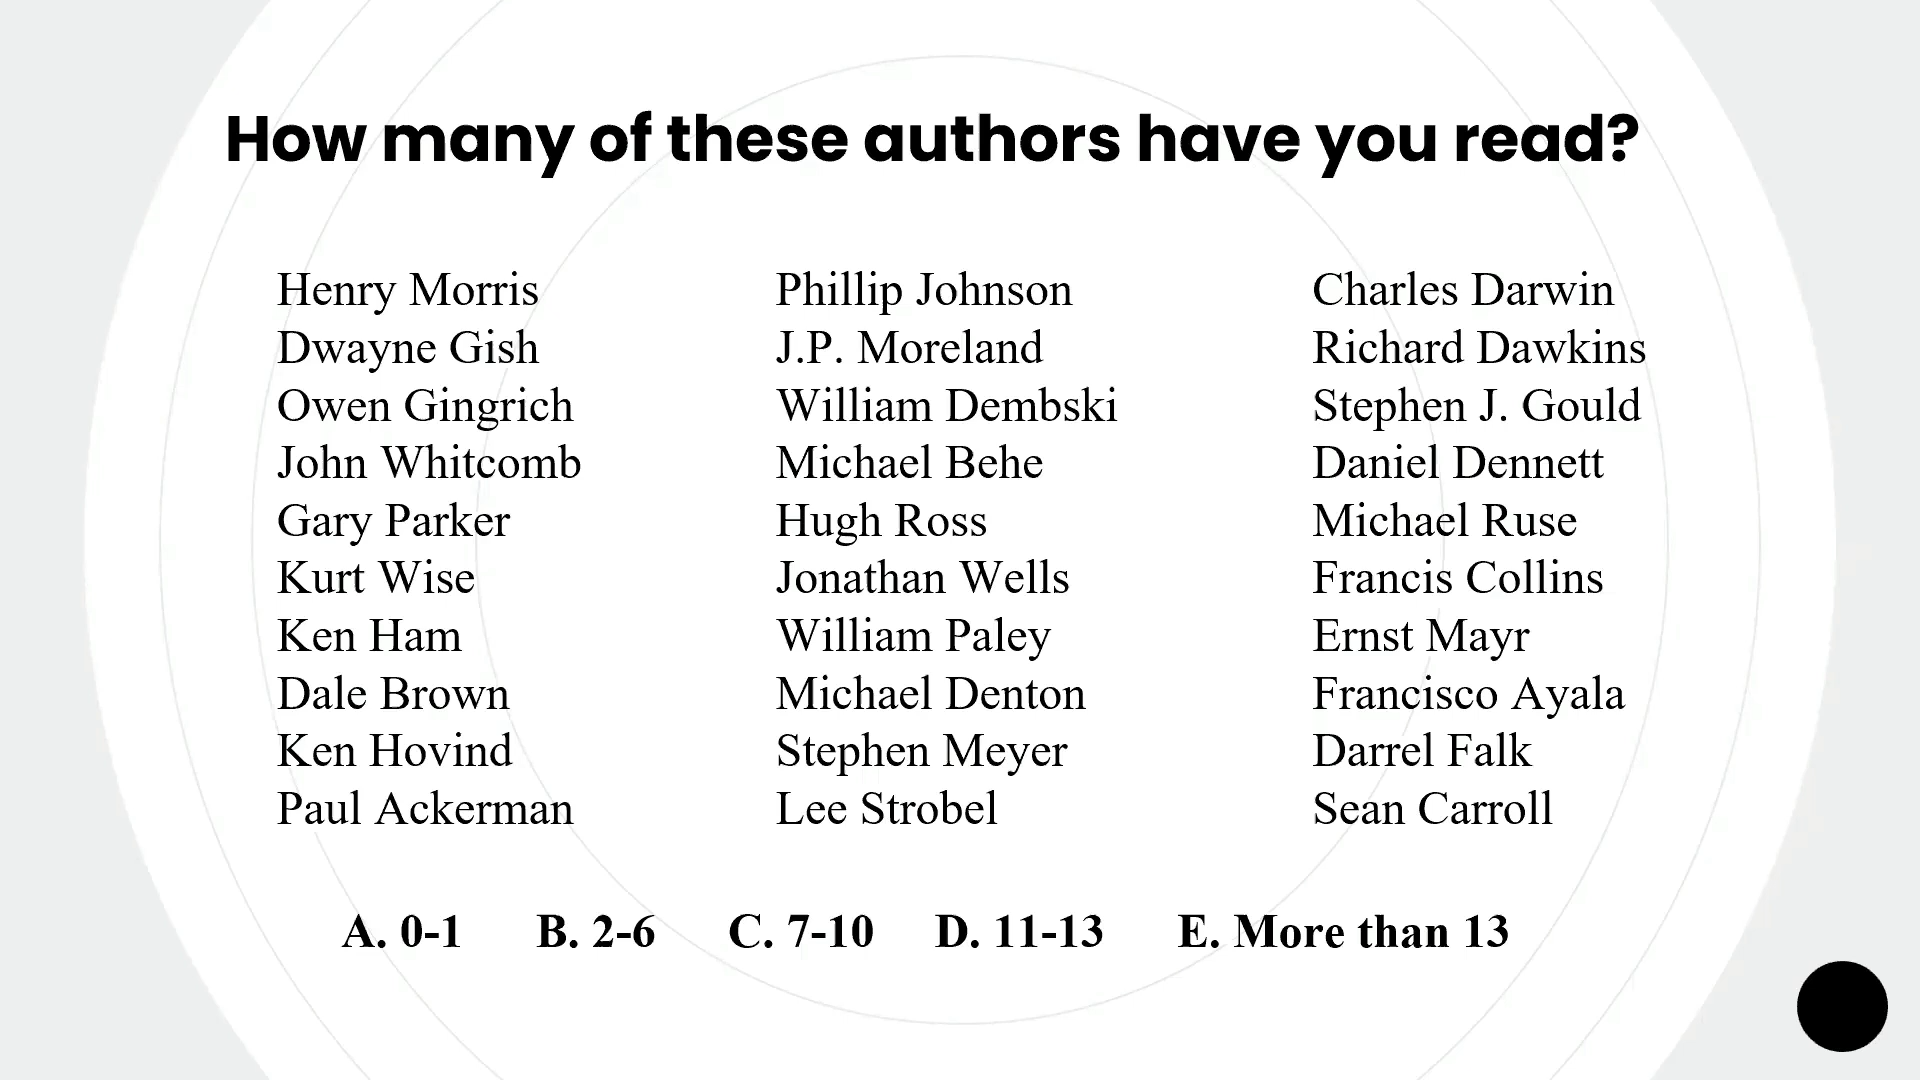 How many of these authors have you read?
Henry Morris
Dwayne Gish
Owen Gingrich
John Whitcomb
Gary Parker
Kurt Wise
Ken Ham
Dale Brown
Ken Hovind
Paul Ackerman
Phillip Johnson
J.P. Moreland
William Dembski
Michael Behe
Hugh Ross
Jonathan Wells
William Paley
Michael Denton
Stephen Meyer
Lee Strobel
Charles Darwin
Richard Dawkins
Stephen J. Gould
Daniel Dennett
Michael Ruse
Francis Collins
Ernst Mayr
Francisco Ayala
Darrel Falk
Sean Carroll
A. 0-1 B. 2-6 C. 7-10 D. 11-13 E. More than 13